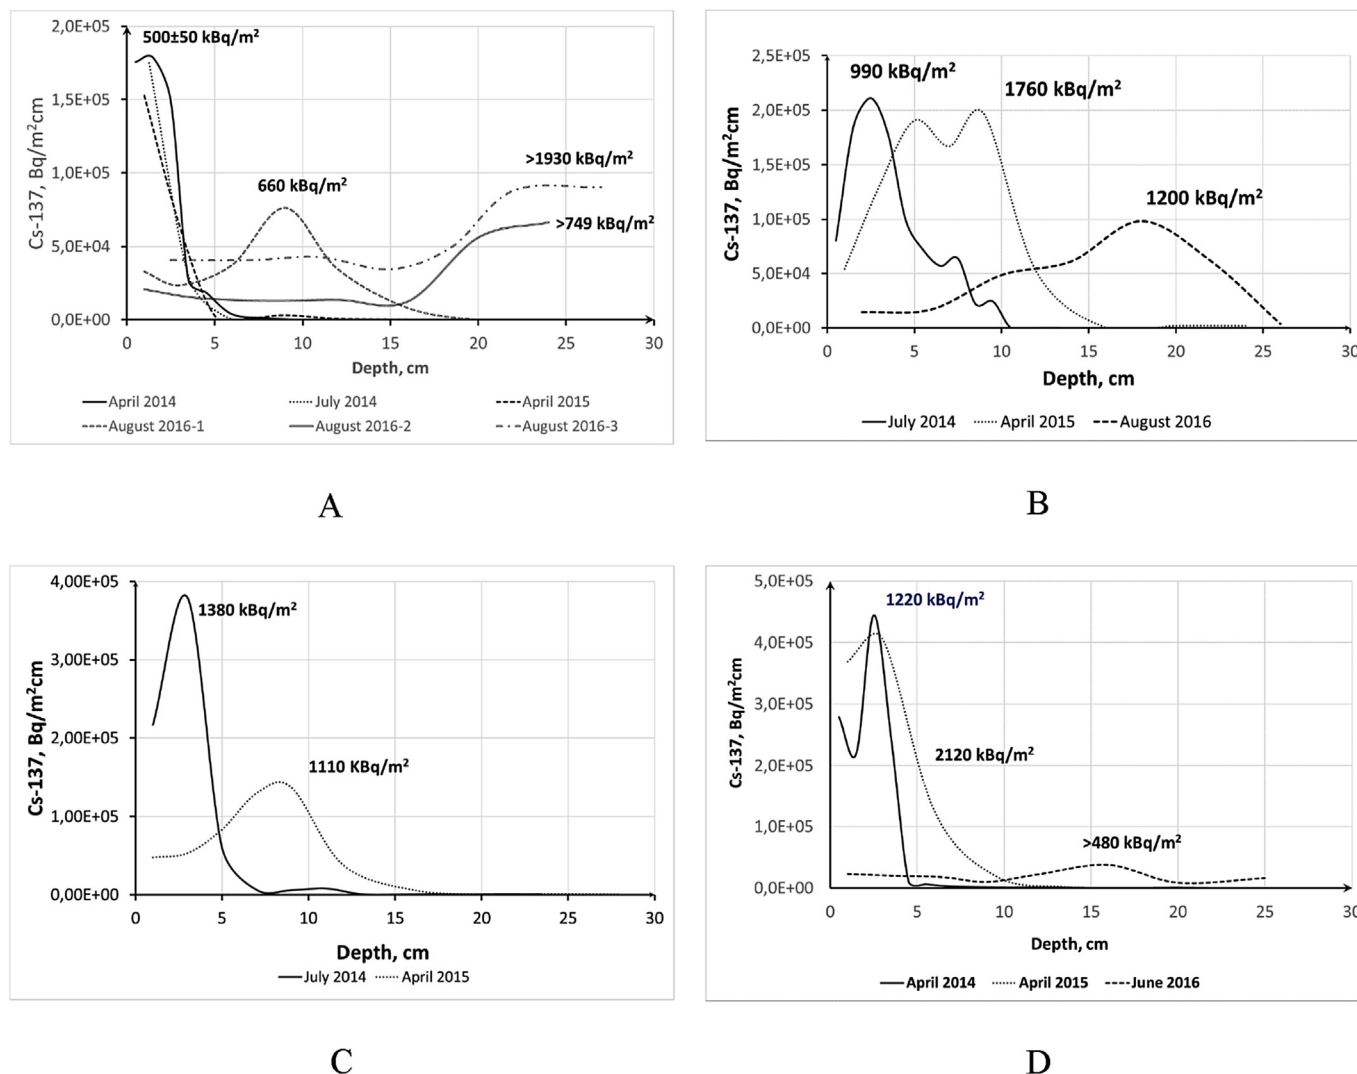 2,0E+05
1,5E+05
1,0E+05
5,0E+04
0,0E+00
Cs-137, Bq/m²cm
500±50 kBq/m²
660 kBq/m²
>1930 kBq/m²
>749 kBq/m²
0 5 10 15 20 25 30
Depth, cm
April 2014 July 2014 April 2015
August 2016-1 August 2016-2 August 2016-3
A
2,5E+05
2,0E+05
1,5E+05
1,0E+05
5,0E+04
0,0E+00
Cs-137, Bq/m²cm
990 kBq/m²
1760 kBq/m²
1200 kBq/m²
0 5 10 15 20 25 30
Depth, cm
July 2014 April 2015 August 2016
B
4,00E+05
3,00E+05
2,00E+05
1,00E+05
0,00E+00
Cs-137, Bq/m²cm
1380 kBq/m²
1110 KBq/m²
0 5 10 15 20 25 30
Depth, cm
July 2014 April 2015
C
5,0E+05
4,0E+05
3,0E+05
2,0E+05
1,0E+05
0,0E+00
Cs-137, Bq/m²cm
1220 kBq/m²
2120 kBq/m²
>480 kBq/m²
0 5 10 15 20 25 30
Depth, cm
April 2014 April 2015 June 2016
D